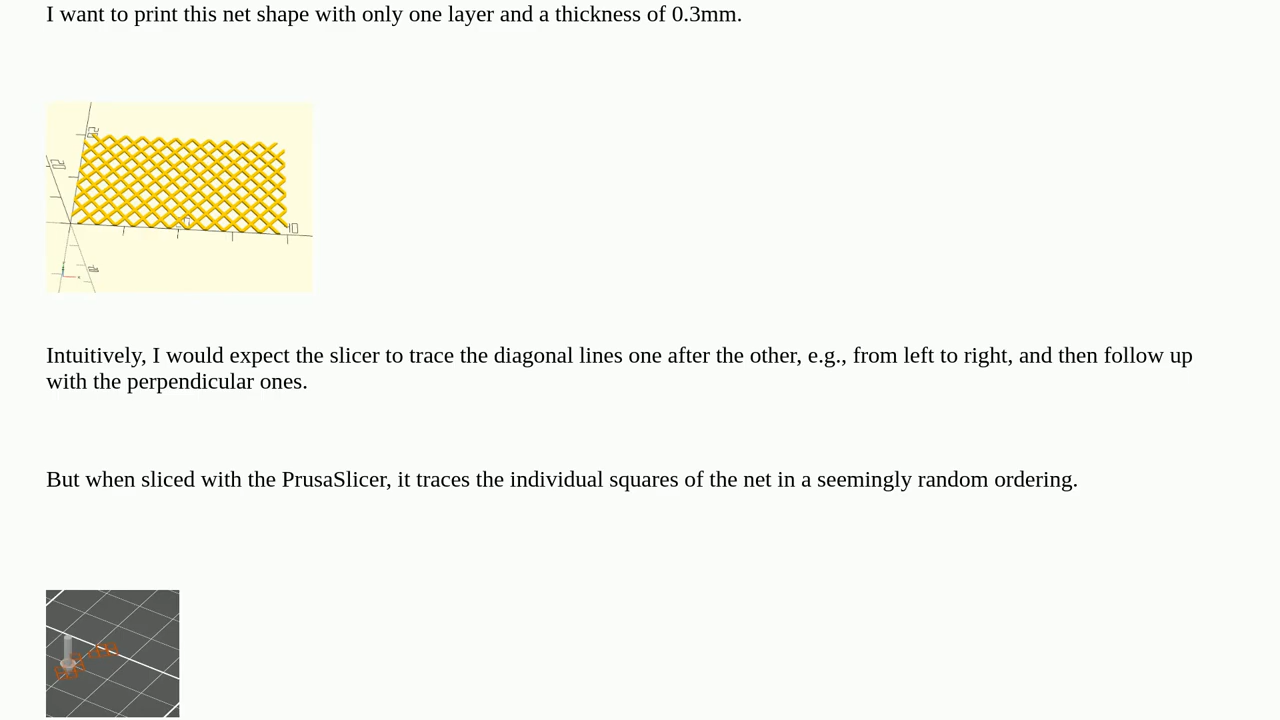 I want to print this net shape with only one layer and a thickness of 0.3mm.
Intuitively, I would expect the slicer to trace the diagonal lines one after the other, e.g., from left to right, and then follow up
with the perpendicular ones.
But when sliced with the PrusaSlicer, it traces the individual squares of the net in a seemingly random ordering.